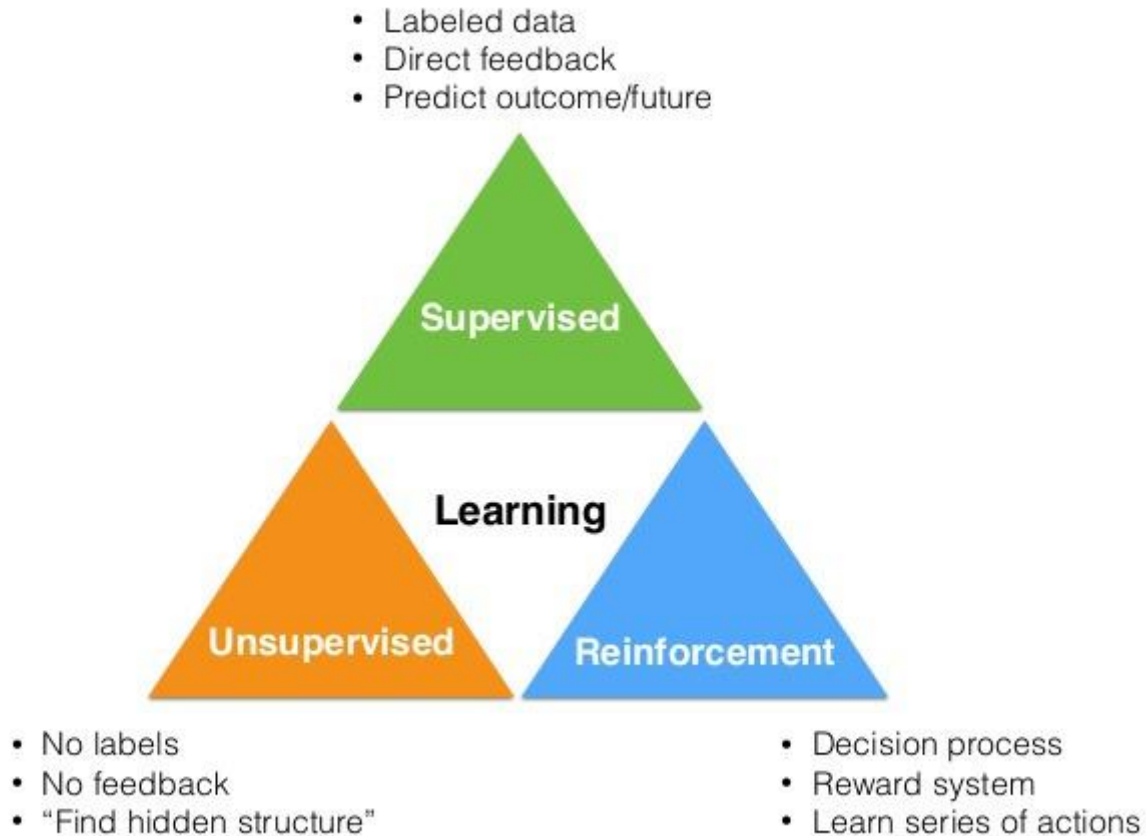 • Labeled data
• Direct feedback
• Predict outcome/future
Supervised
Learning
Unsupervised
Reinforcement
• No labels
• No feedback
• “Find hidden structure”
• Decision process
• Reward system
• Learn series of actions